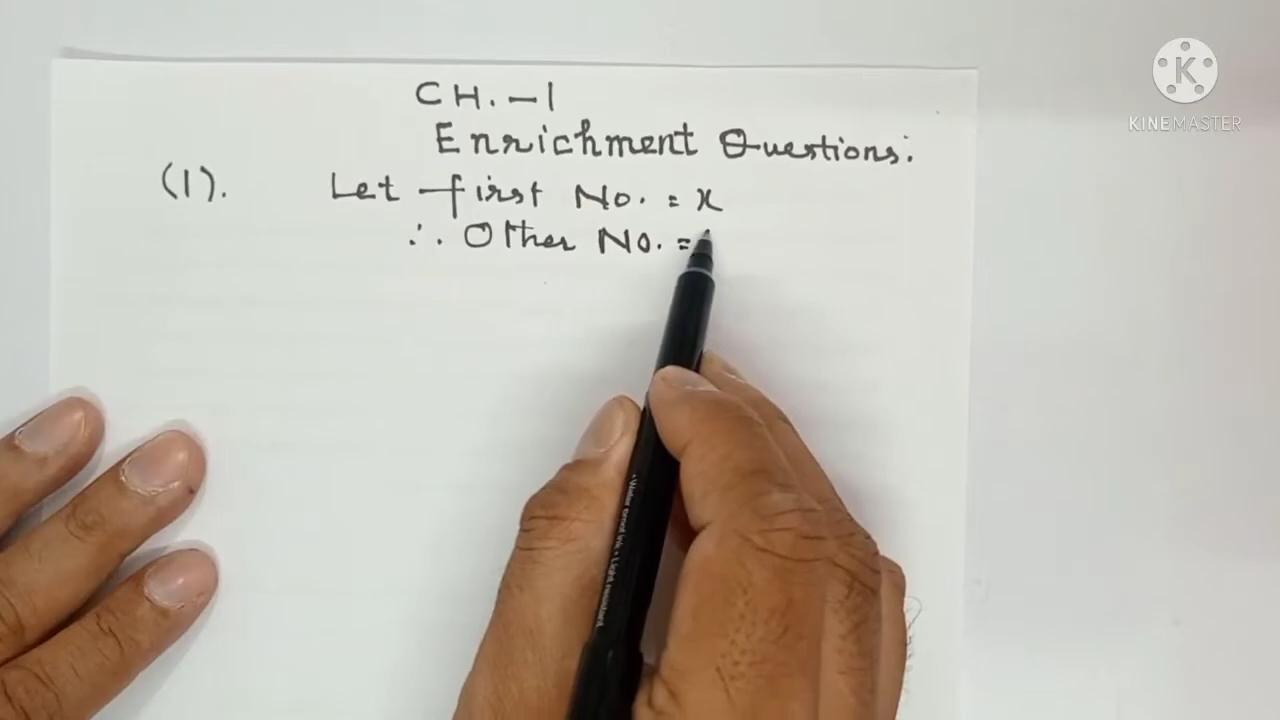 CH. - 1
Enrichment Questions:
(1). Let first No. = x
∴ Other No. =
K
KINEMASTER